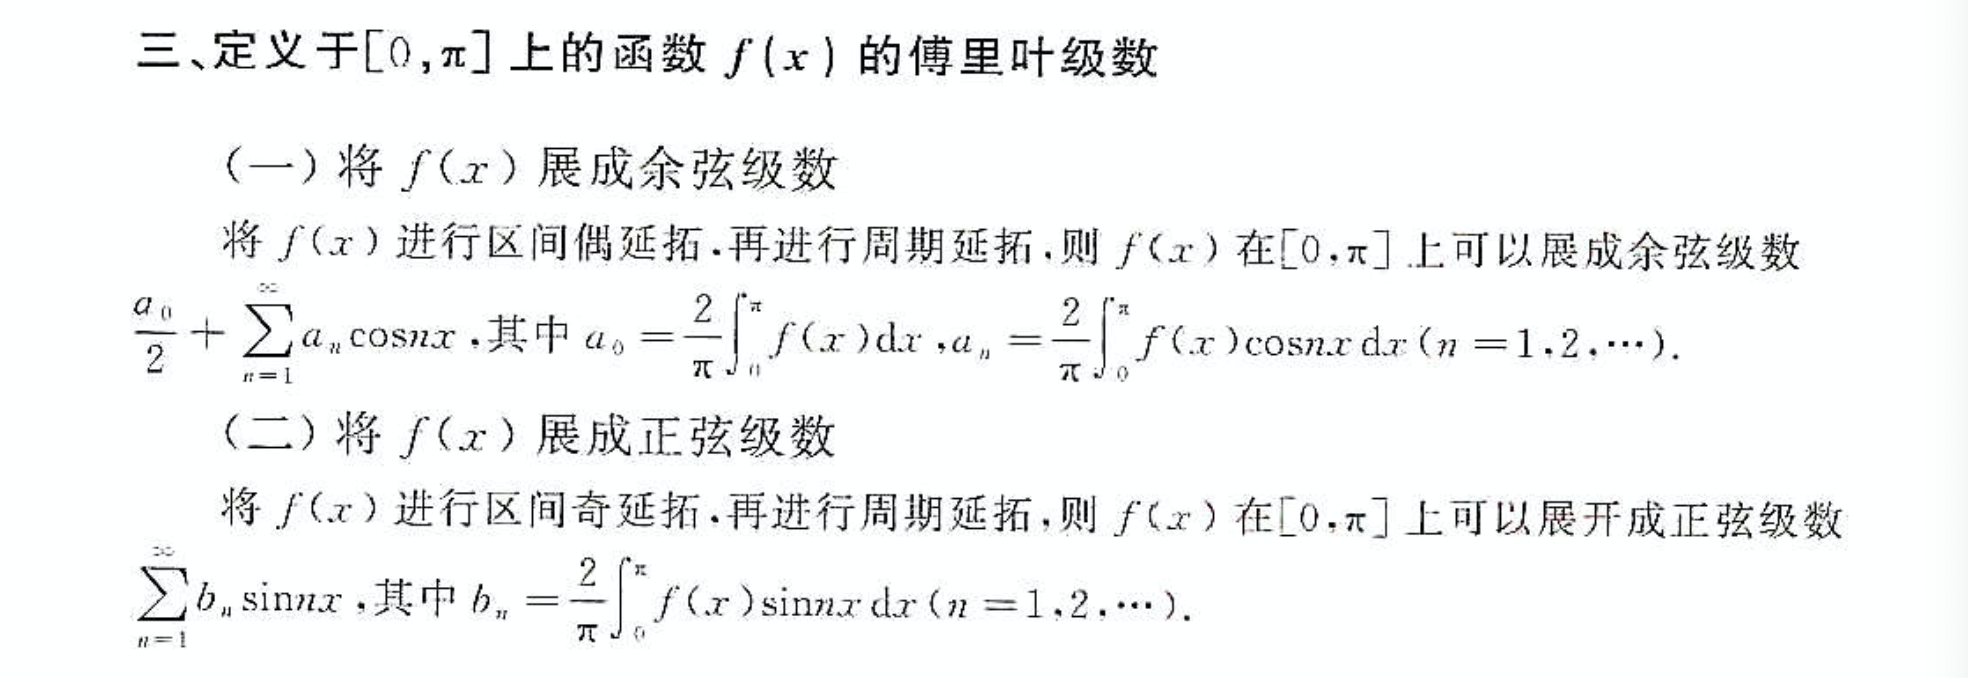 三、定义于[0,π]上的函数 f(x) 的傅里叶级数
(一)将 f(x) 展成余弦级数
将 f(x) 进行区间偶延拓,再进行周期延拓,则 f(x) 在[0,π]上可以展成余弦级数
$\frac{a_0}{2}+\sum_{n=1}^{\infty}a_n\cos nx$,其中 $a_0=\frac{2}{\pi}\int_0^{\pi}f(x)dx,a_n=\frac{2}{\pi}\int_0^{\pi}f(x)\cos nx\,dx(n=1,2,\cdots)$.
(二)将 f(x) 展成正弦级数
将 f(x) 进行区间奇延拓,再进行周期延拓,则 f(x) 在[0,π]上可以展开成正弦级数
$\sum_{n=1}^{\infty}b_n\sin nx$,其中 $b_n=\frac{2}{\pi}\int_0^{\pi}f(x)\sin nx\,dx(n=1,2,\cdots)$.